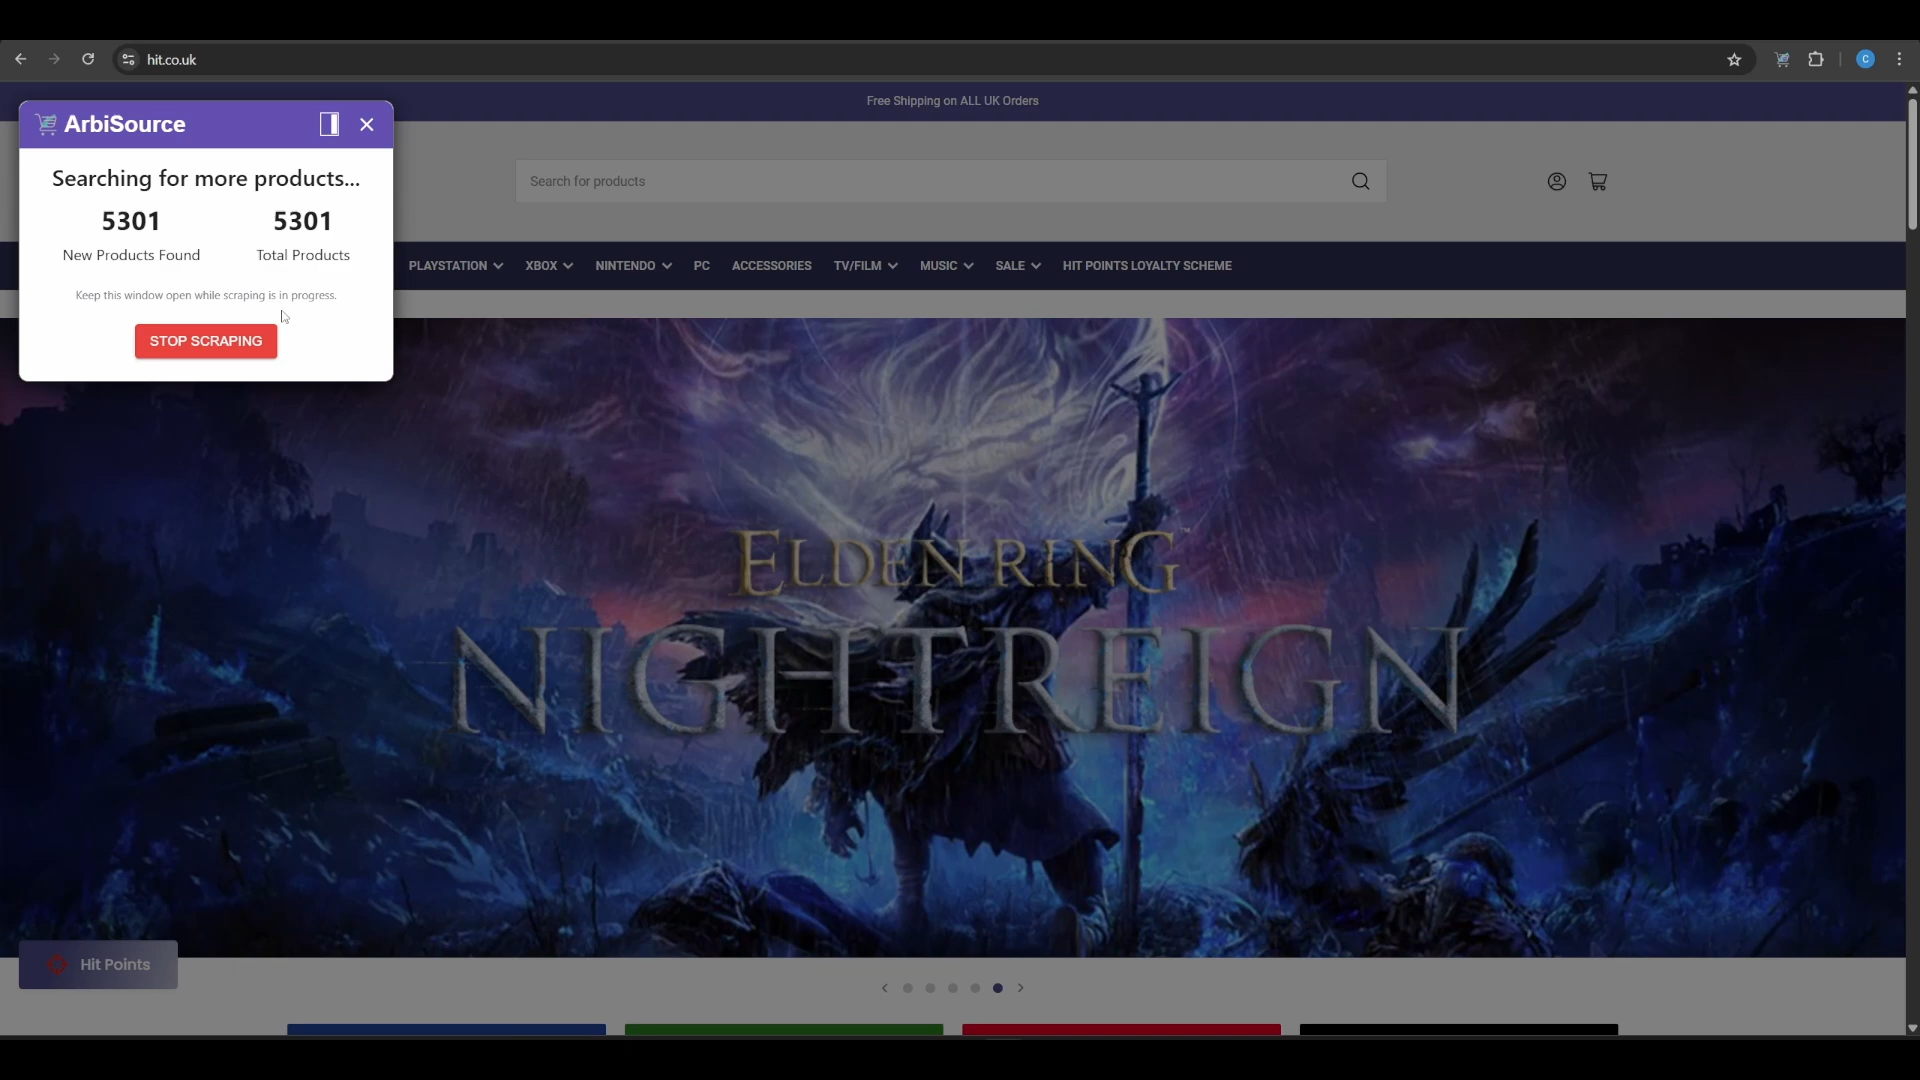 hit.co.uk
C
Free Shipping on ALL UK Orders
ArbiSource
Searching for more products...
5301 5301
New Products Found Total Products
Keep this window open while scraping is in progress.
STOP SCRAPING
Search for products
PLAYSTATION XBOX NINTENDO PC ACCESSORIES TV/FILM MUSIC SALE HIT POINTS LOYALTY SCHEME
ELDEN RING™
NIGHTREIGN
Hit Points